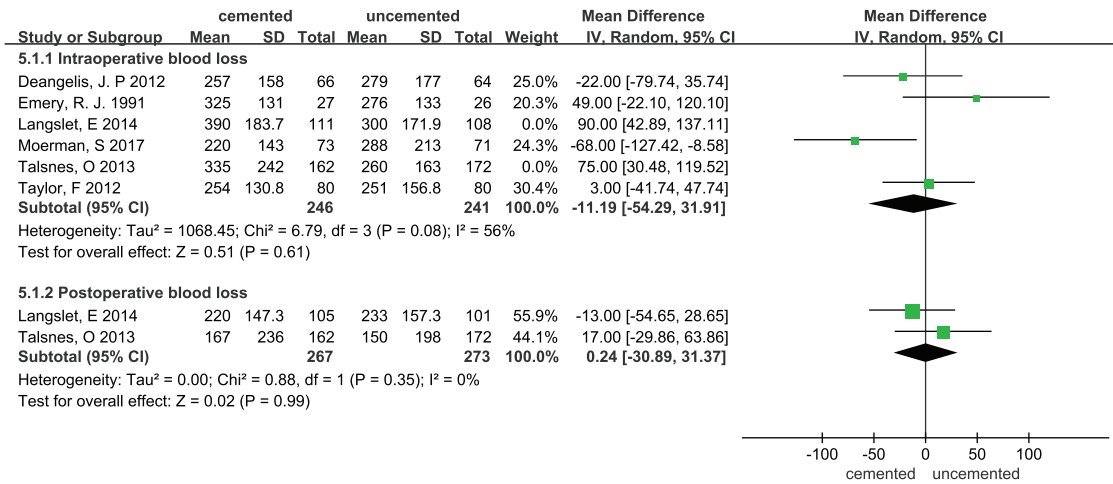 cemented uncemented Mean Difference Mean Difference
Study or Subgroup Mean SD Total Mean SD Total Weight IV, Random, 95% CI IV, Random, 95% CI
5.1.1 Intraoperative blood loss
Deangelis, J. P 2012 257 158 66 279 177 64 25.0% -22.00 [-79.74, 35.74]
Emery, R. J. 1991 325 131 27 276 133 26 20.3% 49.00 [-22.10, 120.10]
Langslet, E 2014 390 183.7 111 300 171.9 108 0.0% 90.00 [42.89, 137.11]
Moerman, S 2017 220 143 73 288 213 71 24.3% -68.00 [-127.42, -8.58]
Talsnes, O 2013 335 242 162 260 163 172 0.0% 75.00 [30.48, 119.52]
Taylor, F 2012 254 130.8 80 251 156.8 80 30.4% 3.00 [-41.74, 47.74]
Subtotal (95% CI) 246 241 100.0% -11.19 [-54.29, 31.91]
Heterogeneity: Tau² = 1068.45; Chi² = 6.79, df = 3 (P = 0.08); I² = 56%
Test for overall effect: Z = 0.51 (P = 0.61)
5.1.2 Postoperative blood loss
Langslet, E 2014 220 147.3 105 233 157.3 101 55.9% -13.00 [-54.65, 28.65]
Talsnes, O 2013 167 236 162 150 198 172 44.1% 17.00 [-29.86, 63.86]
Subtotal (95% CI) 267 273 100.0% 0.24 [-30.89, 31.37]
Heterogeneity: Tau² = 0.00; Chi² = 0.88, df = 1 (P = 0.35); I² = 0%
Test for overall effect: Z = 0.02 (P = 0.99)
-100 -50 0 50 100
cemented uncemented